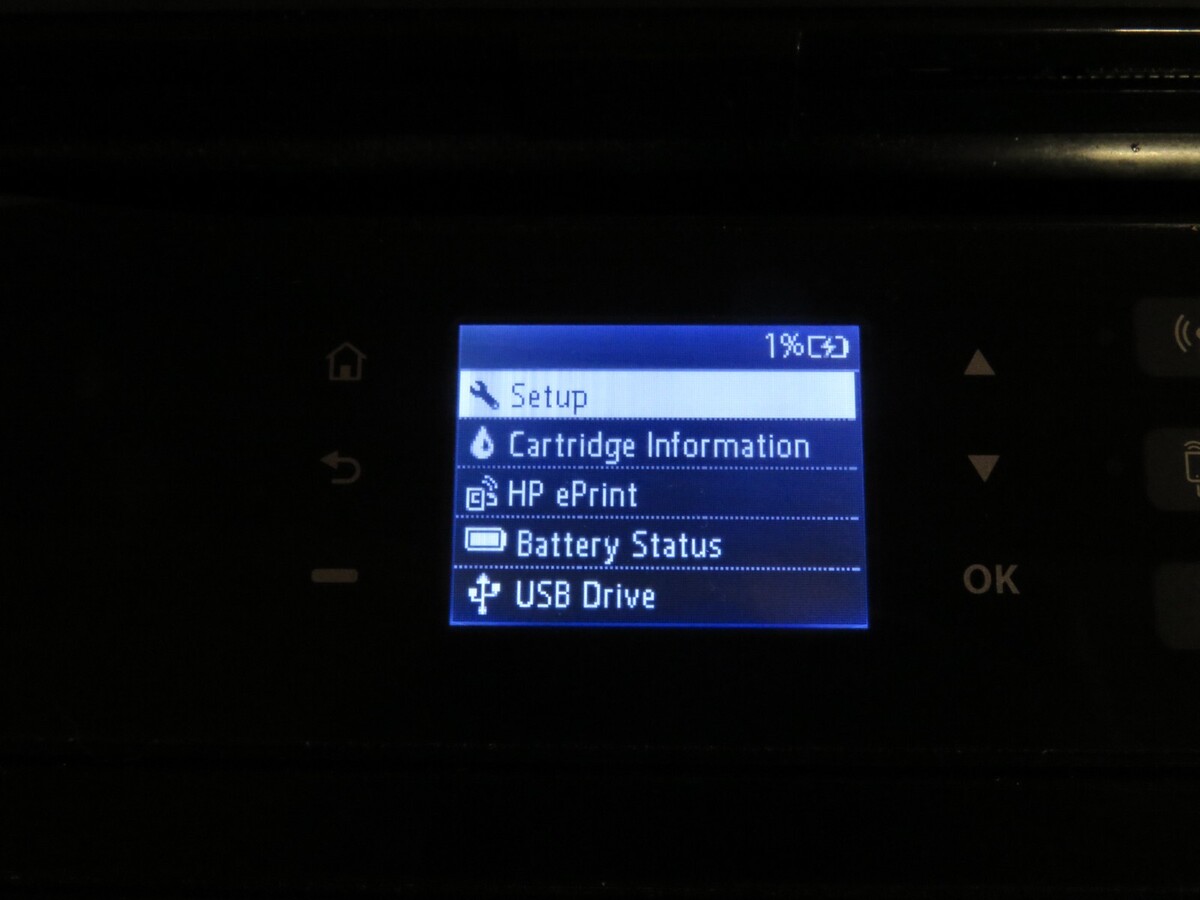 1%
Setup
Cartridge Information
HP ePrint
Battery Status
USB Drive
OK